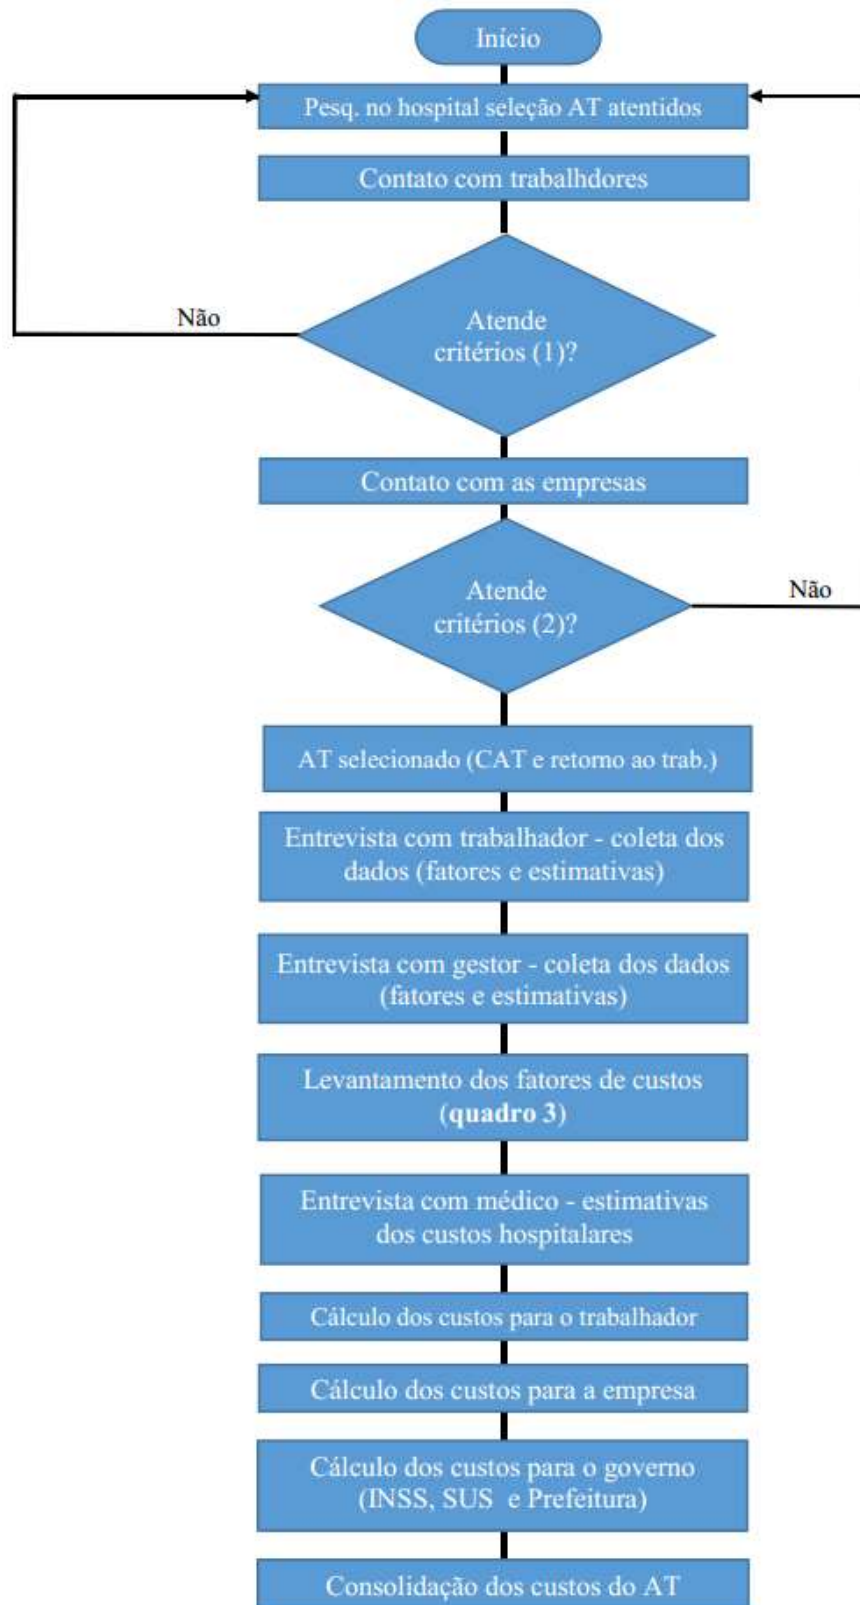 Início
Pesq. no hospital seleção AT atentidos
Contato com trabalhdores
Não
Atende
critérios (1)?
Contato com as empresas
Atende
critérios (2)?
Não
AT selecionado (CAT e retorno ao trab.)
Entrevista com trabalhador - coleta dos
dados (fatores e estimativas)
Entrevista com gestor - coleta dos dados
(fatores e estimativas)
Levantamento dos fatores de custos
(quadro 3)
Entrevista com médico - estimativas
dos custos hospitalares
Cálculo dos custos para o trabalhador
Cálculo dos custos para a empresa
Cálculo dos custos para o governo
(INSS, SUS e Prefeitura)
Consolidação dos custos do AT